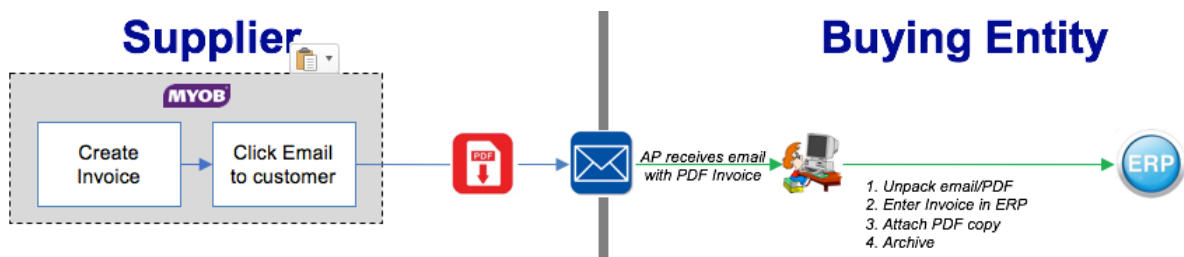 Supplier
Buying Entity
MYOB
Create
Invoice
Click Email
to customer
PDF
AP receives email
with PDF Invoice
ERP
1. Unpack email/PDF
2. Enter Invoice in ERP
3. Attach PDF copy
4. Archive